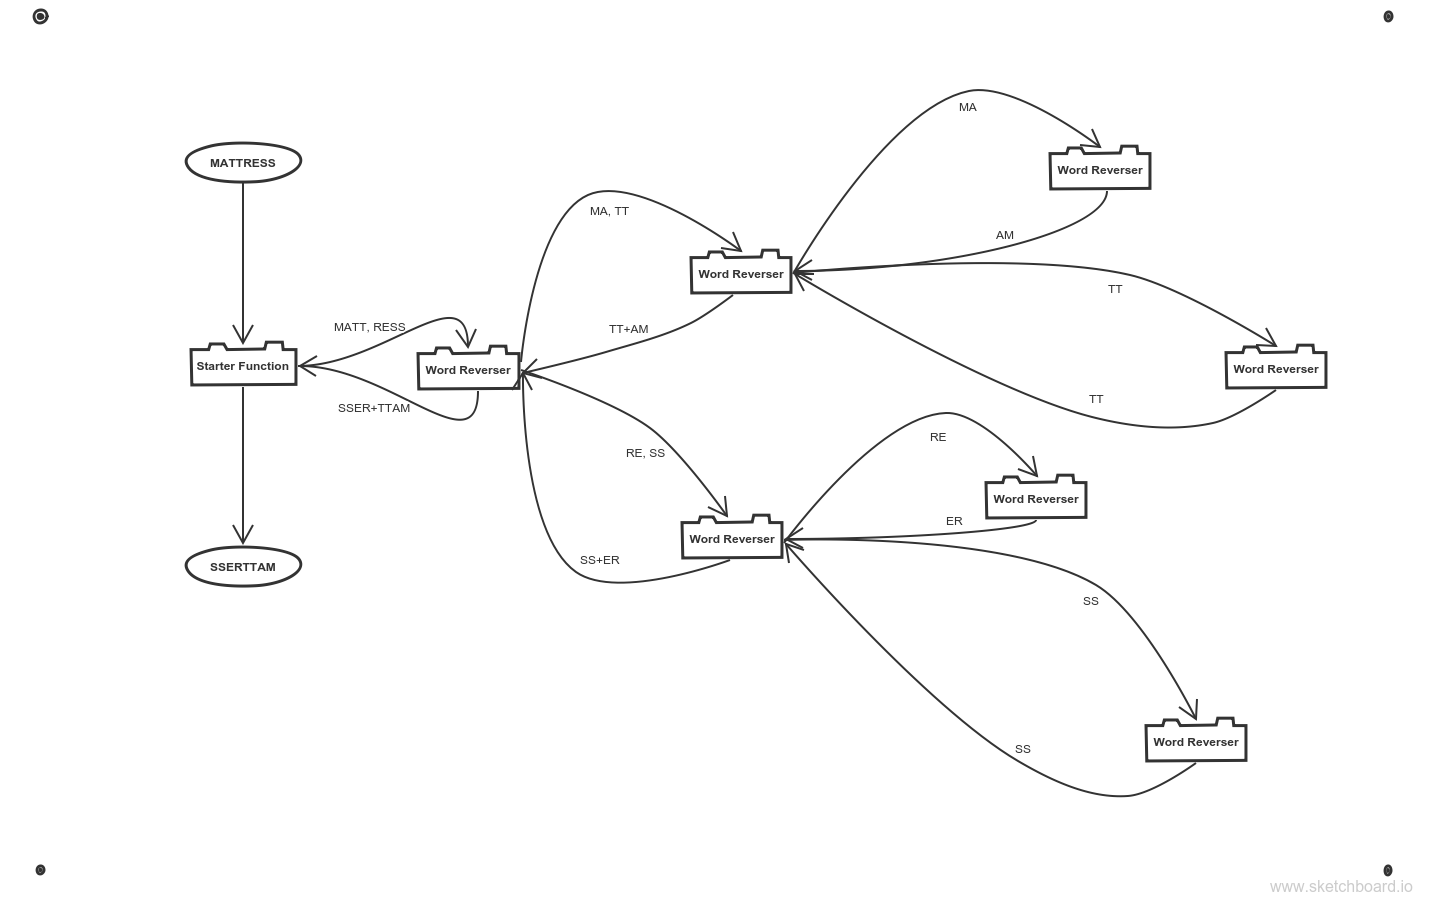 MATTRESS
Starter Function
SSERTTAM
MATT, RESS
Word Reverser
SSER+TTAM
MA, TT
Word Reverser
TT+AM
MA
Word Reverser
AM
TT
Word Reverser
TT
RE, SS
Word Reverser
SS+ER
RE
Word Reverser
ER
SS
Word Reverser
SS
www.sketchboard.io